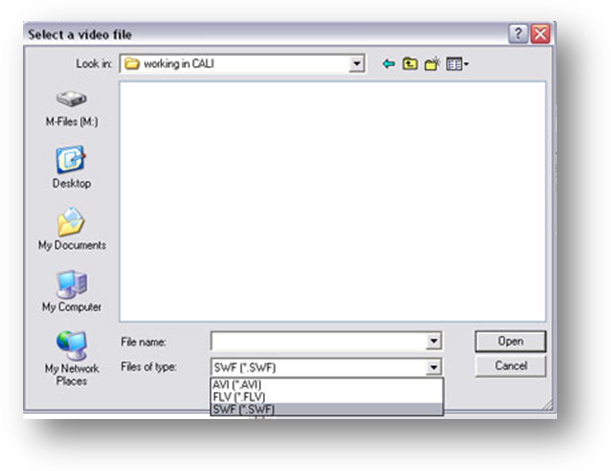 Select a video file
Look in: working in CALI
M-Files (M:)
Desktop
My Documents
My Computer
My Network
Places
File name:
Open
Files of type: SWF (*.SWF)
Cancel
AVI (*.AVI)
FLV (*.FLV)
SWF (*.SWF)